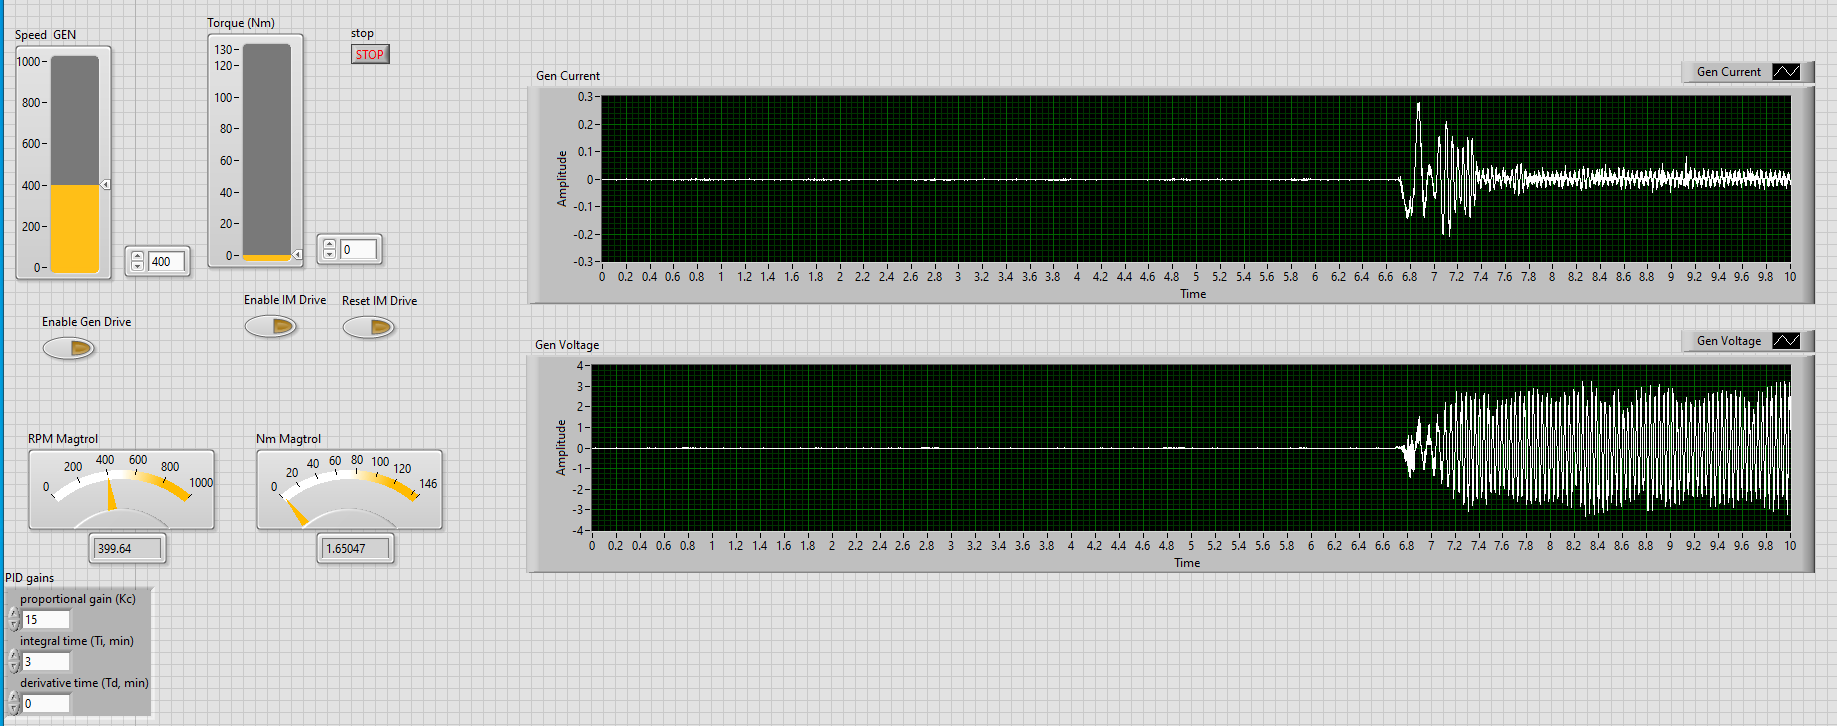 Speed GEN
1000
800
600
400
200
0
400
Torque (Nm)
130
120
100
80
60
40
20
0
0
stop
STOP
Enable Gen Drive
Enable IM Drive
Reset IM Drive
RPM Magtrol
0 200 400 600 800 1000
399.64
Nm Magtrol
0 20 40 60 80 100 120 146
1.65047
PID gains
proportional gain (Kc)
15
integral time (Ti, min)
3
derivative time (Td, min)
0
Gen Current
Gen Current
Amplitude
0.3
0.2
0.1
0
-0.1
-0.2
-0.3
0 0.2 0.4 0.6 0.8 1 1.2 1.4 1.6 1.8 2 2.2 2.4 2.6 2.8 3 3.2 3.4 3.6 3.8 4 4.2 4.4 4.6 4.8 5 5.2 5.4 5.6 5.8 6 6.2 6.4 6.6 6.8 7 7.2 7.4 7.6 7.8 8 8.2 8.4 8.6 8.8 9 9.2 9.4 9.6 9.8 10
Time
Gen Voltage
Gen Voltage
Amplitude
4
3
2
1
0
-1
-2
-3
-4
0 0.2 0.4 0.6 0.8 1 1.2 1.4 1.6 1.8 2 2.2 2.4 2.6 2.8 3 3.2 3.4 3.6 3.8 4 4.2 4.4 4.6 4.8 5 5.2 5.4 5.6 5.8 6 6.2 6.4 6.6 6.8 7 7.2 7.4 7.6 7.8 8 8.2 8.4 8.6 8.8 9 9.2 9.4 9.6 9.8 10
Time